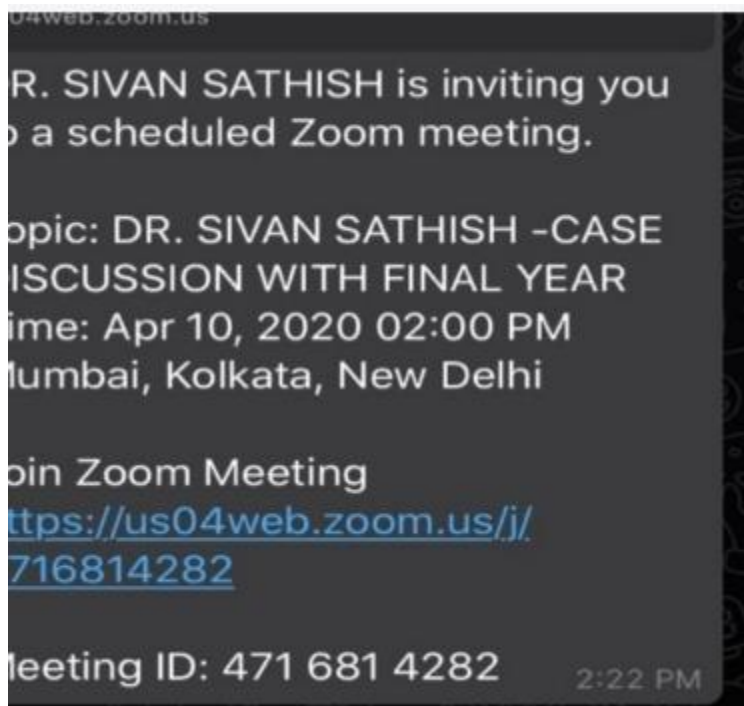 04web.zoom.us
R. SIVAN SATHISH is inviting you
a scheduled Zoom meeting.
opic: DR. SIVAN SATHISH -CASE
ISCUSSION WITH FINAL YEAR
ime: Apr 10, 2020 02:00 PM
umbai, Kolkata, New Delhi
oin Zoom Meeting
ttps://us04web.zoom.us/j/
716814282
eeting ID: 471 681 4282
2:22 PM